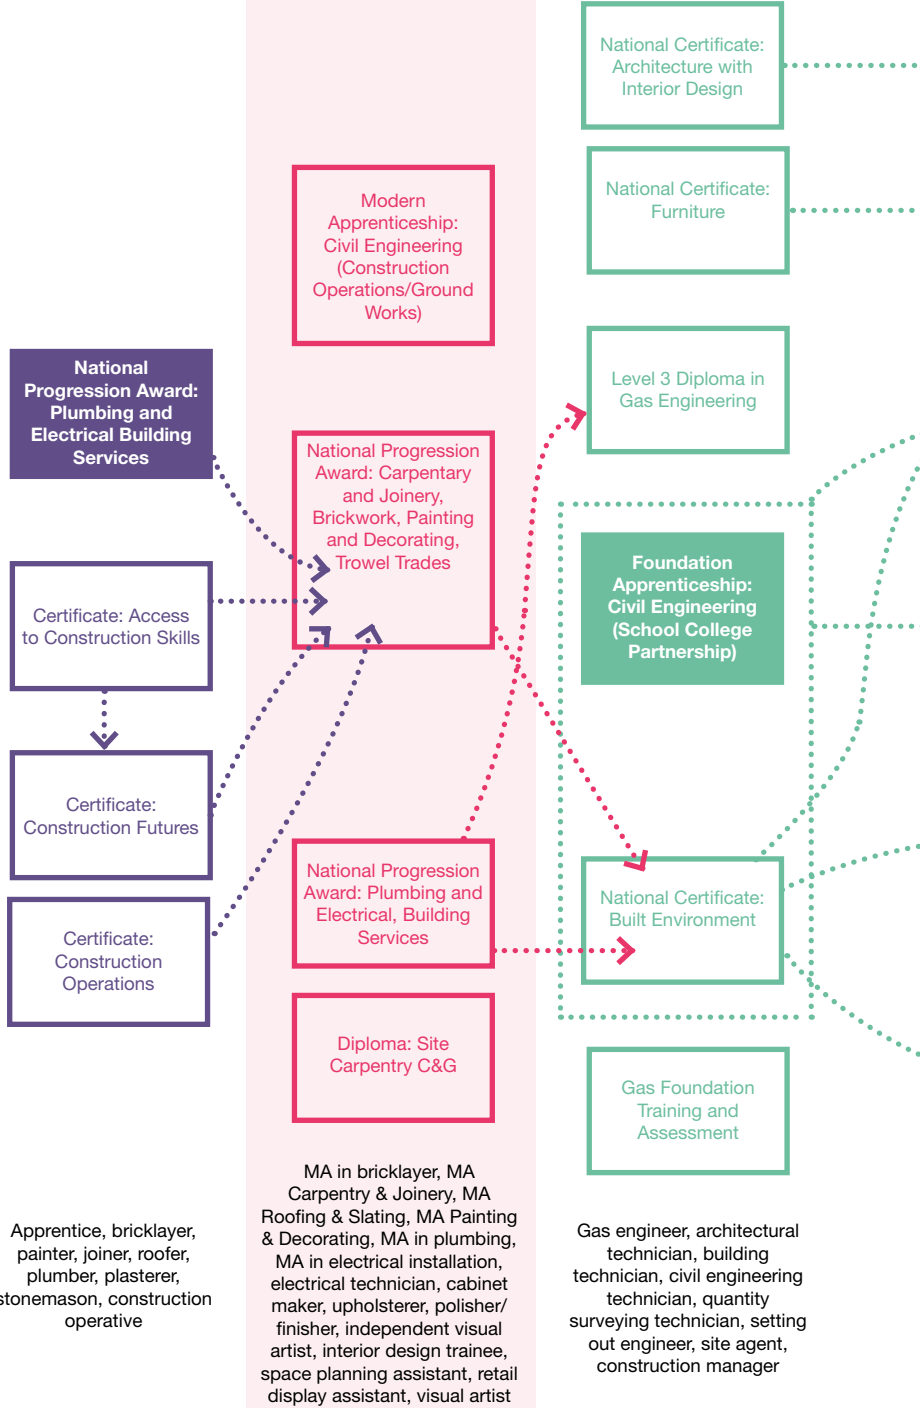 National
Progression Award:
Plumbing and
Electrical Building
Services
Certificate: Access
to Construction Skills
Certificate:
Construction Futures
Certificate:
Construction
Operations
Apprentice, bricklayer,
painter, joiner, roofer,
plumber, plasterer,
stonemason, construction
operative
Modern
Apprenticeship:
Civil Engineering
(Construction
Operations/Ground
Works)
National Progression
Award: Carpentary
and Joinery,
Brickwork, Painting
and Decorating,
Trowel Trades
National Progression
Award: Plumbing and
Electrical, Building
Services
Diploma: Site
Carpentry C&G
MA in bricklayer, MA
Carpentry & Joinery, MA
Roofing & Slating, MA Painting
& Decorating, MA in plumbing,
MA in electrical installation,
electrical technician, cabinet
maker, upholsterer, polisher/
finisher, independent visual
artist, interior design trainee,
space planning assistant, retail
display assistant, visual artist
National Certificate:
Architecture with
Interior Design
National Certificate:
Furniture
Level 3 Diploma in
Gas Engineering
Foundation
Apprenticeship:
Civil Engineering
(School College
Partnership)
National Certificate:
Built Environment
Gas Foundation
Training and
Assessment
Gas engineer, architectural
technician, building
technician, civil engineering
technician, quantity
surveying technician, setting
out engineer, site agent,
construction manager